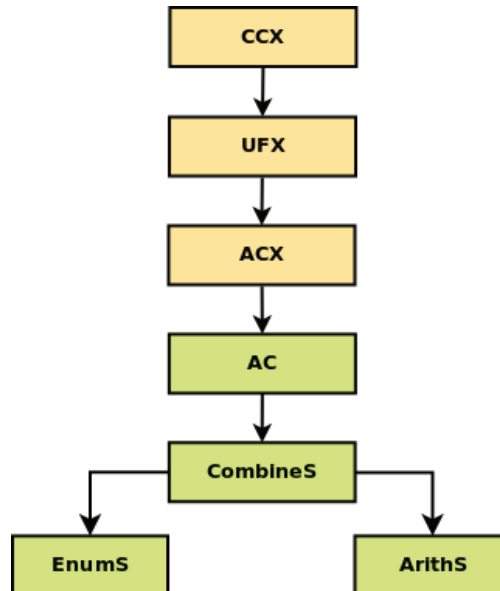 CCX
UFX
ACX
AC
CombineS
EnumS
ArithS